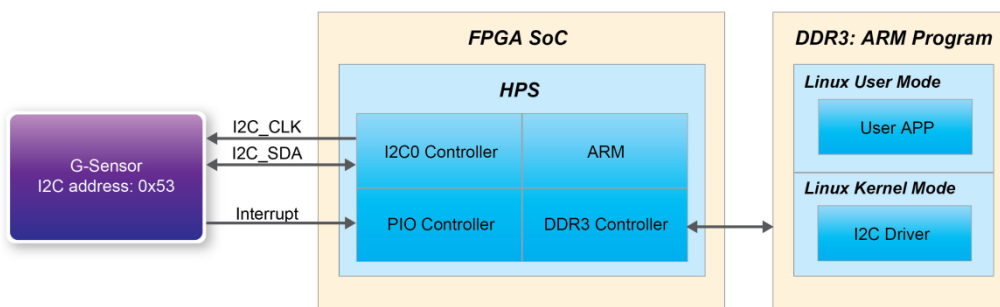 FPGA SoC
DDR3: ARM Program
HPS
Linux User Mode
User APP
I2C_CLK
I2C_SDA
Interrupt
G-Sensor
I2C address: 0x53
I2C0 Controller
ARM
PIO Controller
DDR3 Controller
Linux Kernel Mode
I2C Driver